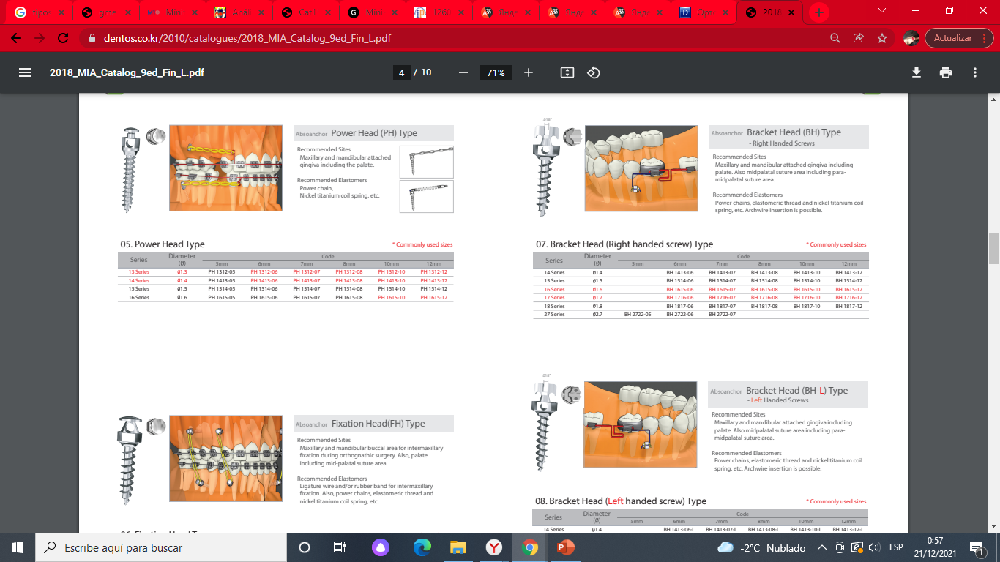 tipos
gmc
Mini
Anál
Cat1
Mini
1260
Янде
Янде
Янде
Орто
2018
dentos.co.kr/2010/catalogues/2018_MIA_Catalog_9ed_Fin_L.pdf
Actualizar
2018_MIA_Catalog_9ed_Fin_L.pdf
4 / 10
71%
Absoanchor Power Head (PH) Type
Recommended Sites
Maxillary and mandibular attached
gingiva including the palate.
Recommended Elastomers
Power chain,
Nickel titanium coil spring, etc.
05. Power Head Type
* Commonly used sizes
Series Diameter (Ø) Code
5mm 6mm 7mm 8mm 10mm 12mm
13 Series Ø1.3 PH 1312-05 PH 1312-06 PH 1312-07 PH 1312-08 PH 1312-10 PH 1312-12
14 Series Ø1.4 PH 1413-05 PH 1413-06 PH 1413-07 PH 1413-08 PH 1413-10 PH 1413-12
15 Series Ø1.5 PH 1514-05 PH 1514-06 PH 1514-07 PH 1514-08 PH 1514-10 PH 1514-12
16 Series Ø1.6 PH 1615-05 PH 1615-06 PH 1615-07 PH 1615-08 PH 1615-10 PH 1615-12
Absoanchor Fixation Head(FH) Type
Recommended Sites
Maxillary and mandibular buccal area for intermaxillary
fixation during orthognathic surgery. Also, palate
including mid-palatal suture area.
Recommended Elastomers
Ligature wire and/or rubber band for intermaxillary
fixation. Also, power chains, elastomeric thread and
nickel titanium coil spring, etc.
.018"
Absoanchor Bracket Head (BH) Type
- Right Handed Screws
Recommended Sites
Maxillary and mandibular attached gingiva including
palate. Also midpalatal suture area including para-
midpalatal suture area.
Recommended Elastomers
Power chains, elastomeric thread and nickel titanium coil
spring, etc. Archwire insertion is possible.
07. Bracket Head (Right handed screw) Type
* Commonly used sizes
Series Diameter (Ø) Code
5mm 6mm 7mm 8mm 10mm 12mm
14 Series Ø1.4 BH 1413-06 BH 1413-07 BH 1413-08 BH 1413-10 BH 1413-12
15 Series Ø1.5 BH 1514-06 BH 1514-07 BH 1514-08 BH 1514-10 BH 1514-12
16 Series Ø1.6 BH 1615-06 BH 1615-07 BH 1615-08 BH 1615-10 BH 1615-12
17 Series Ø1.7 BH 1716-06 BH 1716-07 BH 1716-08 BH 1716-10 BH 1716-12
18 Series Ø1.8 BH 1817-06 BH 1817-07 BH 1817-08 BH 1817-10 BH 1817-12
27 Series Ø2.7 BH 2722-05 BH 2722-06 BH 2722-07
.018"
Absoanchor Bracket Head (BH-L) Type
- Left Handed Screws
Recommended Sites
Maxillary and mandibular attached gingiva including
palate. Also midpalatal suture area including para-
midpalatal suture area.
Recommended Elastomers
Power chains, elastomeric thread and nickel titanium coil
spring, etc. Archwire insertion is possible.
08. Bracket Head (Left handed screw) Type
* Commonly used sizes
Series Diameter (Ø) Code
5mm 6mm 7mm 8mm 10mm 12mm
14 Series Ø1.4 BH 1413-06-L BH 1413-07-L BH 1413-08-L BH 1413-10-L BH 1413-12-L
Escribe aquí para buscar
-2°C Nublado
ESP
0:57
21/12/2021